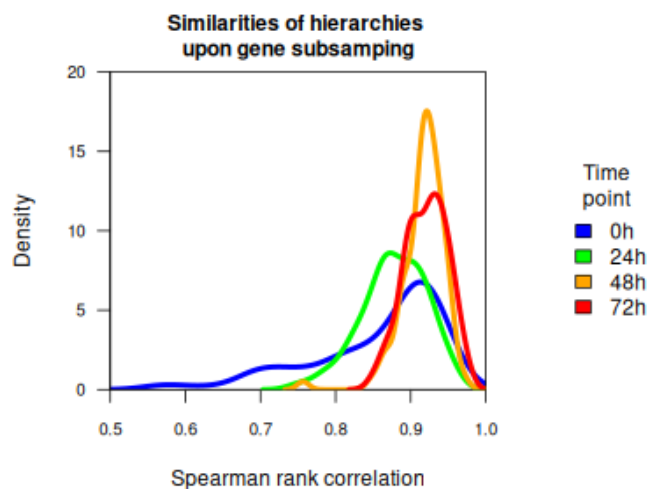 Similarities of hierarchies
upon gene subsamping
20
15
10
5
0
Density
0.5 0.6 0.7 0.8 0.9 1.0
Spearman rank correlation
Time
point
0h
24h
48h
72h